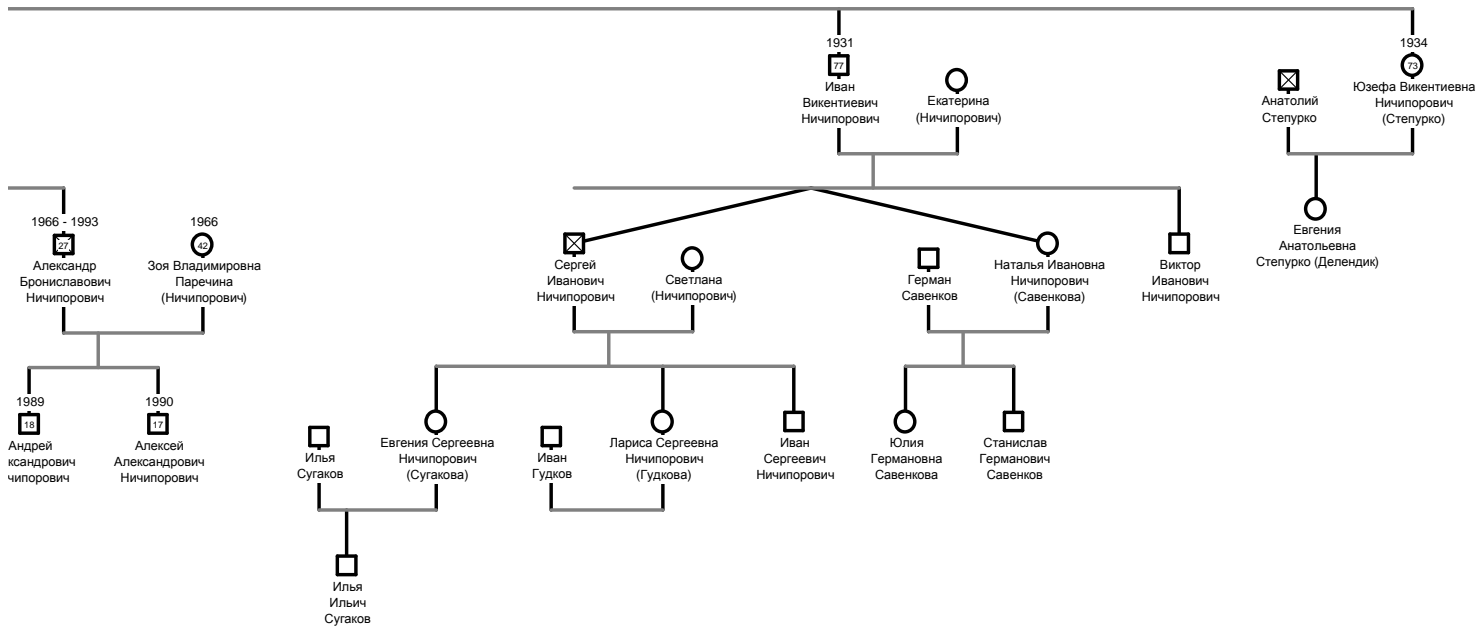 1931
77
Иван
Викентиевич
Ничипорович
Екатерина
(Ничипорович)
Анатолий
Степурко
1934
73
Юзефа Викентиевна
Ничипорович
(Степурко)
1966 - 1993
27
Александр
Брониславович
Ничипорович
1966
42
Зоя Владимировна
Паречина
(Ничипорович)
Сергей
Иванович
Ничипорович
Светлана
(Ничипорович)
Герман
Савенков
Наталья Ивановна
Ничипорович
(Савенкова)
Виктор
Иванович
Ничипорович
Евгения
Анатольевна
Степурко (Делендик)
1989
18
Андрей
ксандрович
чипорович
1990
17
Алексей
Александрович
Ничипорович
Илья
Сугаков
Евгения Сергеевна
Ничипорович
(Сугакова)
Иван
Гудков
Лариса Сергеевна
Ничипорович
(Гудкова)
Иван
Сергеевич
Ничипорович
Юлия
Германовна
Савенкова
Станислав
Германович
Савенков
Илья
Ильич
Сугаков